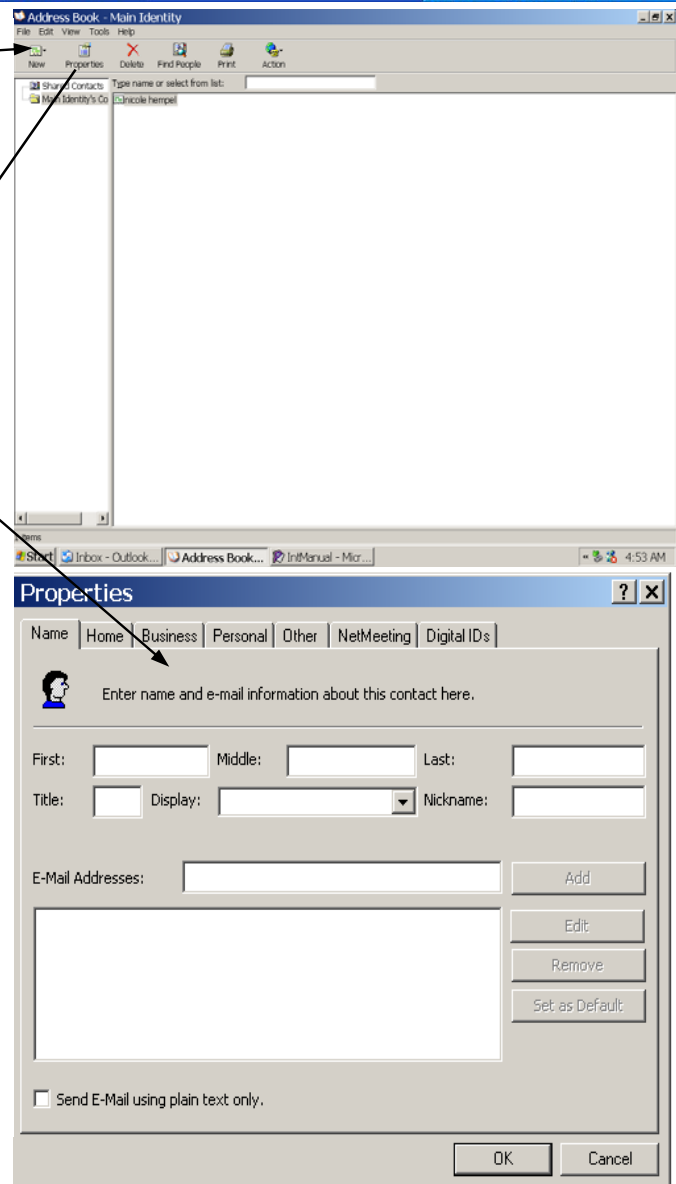 Address Book - Main Identity
File Edit View Tools Help
New Properties Delete Find People Print Action
Shared Contacts Type name or select from list:
Main Identity's Co nicole hempel
items
Start Inbox - Outlook... Address Book... IntManual - Micr... « 4:53 AM
Properties ? X
Name Home Business Personal Other NetMeeting Digital IDs
Enter name and e-mail information about this contact here.
First: Middle: Last:
Title: Display: Nickname:
E-Mail Addresses: Add
Edit
Remove
Set as Default
Send E-Mail using plain text only.
OK Cancel